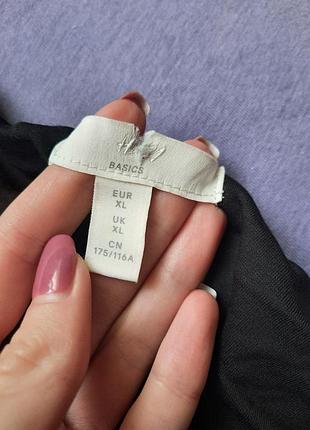 BASICS
EUR
XL
UK
XL
CN
175/116A